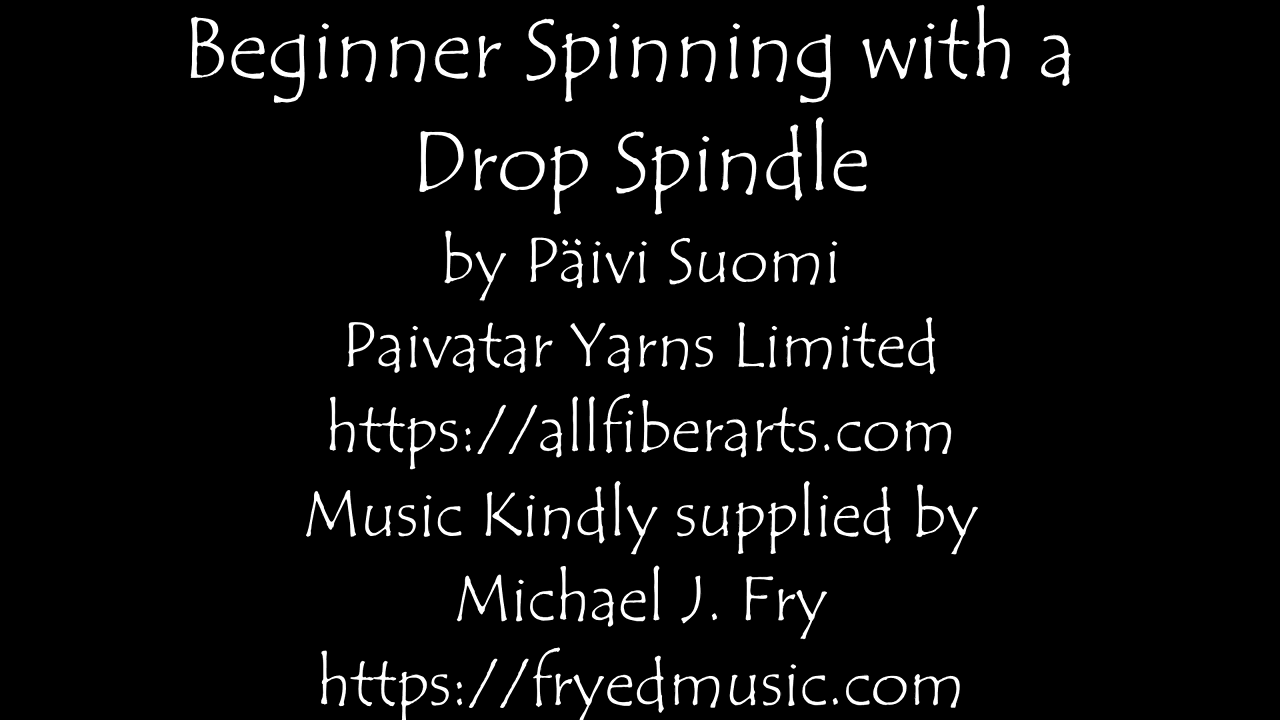 Beginner Spinning with a
Drop Spindle
by Päivi Suomi
Paivatar Yarns Limited
https://allfiberarts.com
Music Kindly supplied by
Michael J. Fry
https://fryedmusic.com